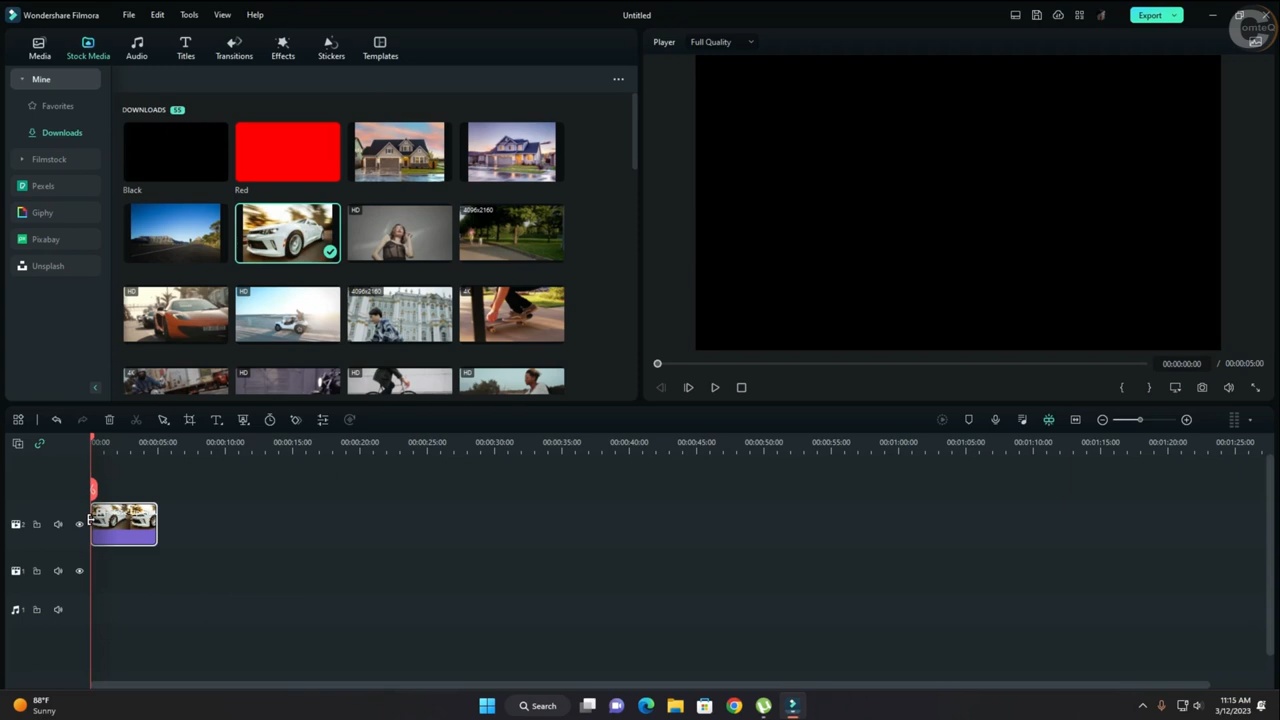 Wondershare Filmora File Edit Tools View Help Untitled Export
Media Stock Media Audio Titles Transitions Effects Stickers Templates
Player Full Quality
Mine
Favorites
Downloads
Filmstock
Pexels
Giphy
Pixabay
Unsplash
DOWNLOADS 55
Black Red
HD 4096x2160
HD HD 4096x2160 4K
4K HD HD HD
00:00:00:00 / 00:00:05:00
00:00 00:00:05:00 00:00:10:00 00:00:15:00 00:00:20:00 00:00:25:00 00:00:30:00 00:00:35:00 00:00:40:00 00:00:45:00 00:00:50:00 00:00:55:00 00:01:00:00 00:01:05:00 00:01:10:00 00:01:15:00 00:01:20:00 00:01:25:00
2
1
1
88°F
Sunny
Search
11:15 AM
3/12/2023